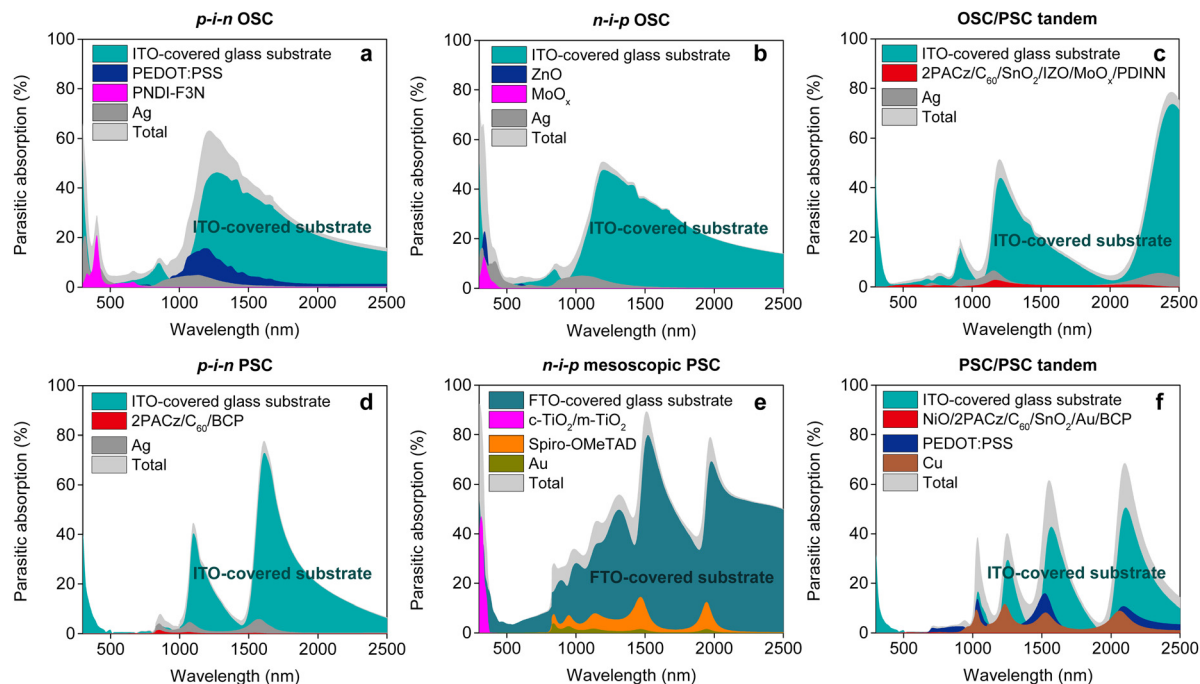 p-i-n OSC
Parasitic absorption (%)
100
80
60
40
20
0
a
ITO-covered glass substrate
PEDOT:PSS
PNDI-F3N
Ag
Total
ITO-covered substrate
500 1000 1500 2000 2500
Wavelength (nm)
n-i-p OSC
Parasitic absorption (%)
100
80
60
40
20
0
b
ITO-covered glass substrate
ZnO
MoOₓ
Ag
Total
ITO-covered substrate
500 1000 1500 2000 2500
Wavelength (nm)
OSC/PSC tandem
Parasitic absorption (%)
100
80
60
40
20
0
c
ITO-covered glass substrate
2PACz/C₆₀/SnO₂/IZO/MoOₓ/PDINN
Ag
Total
ITO-covered substrate
500 1000 1500 2000 2500
Wavelength (nm)
p-i-n PSC
Parasitic absorption (%)
100
80
60
40
20
0
d
ITO-covered glass substrate
2PACz/C₆₀/BCP
Ag
Total
ITO-covered substrate
500 1000 1500 2000 2500
Wavelength (nm)
n-i-p mesoscopic PSC
Parasitic absorption (%)
100
80
60
40
20
0
e
FTO-covered glass substrate
c-TiO₂/m-TiO₂
Spiro-OMeTAD
Au
Total
FTO-covered substrate
500 1000 1500 2000 2500
Wavelength (nm)
PSC/PSC tandem
Parasitic absorption (%)
100
80
60
40
20
0
f
ITO-covered glass substrate
NiO/2PACz/C₆₀/SnO₂/Au/BCP
PEDOT:PSS
Cu
Total
ITO-covered substrate
500 1000 1500 2000 2500
Wavelength (nm)